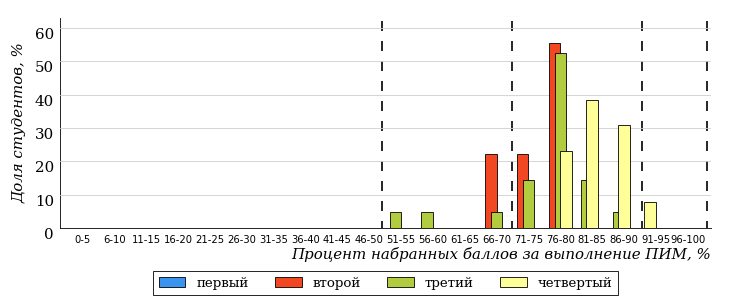 Доля студентов, %
60
50
40
30
20
10
0
0-5 6-10 11-15 16-20 21-25 26-30 31-35 36-40 41-45 46-50 51-55 56-60 61-65 66-70 71-75 76-80 81-85 86-90 91-95 96-100
Процент набранных баллов за выполнение ПИМ, %
первый второй третий четвертый